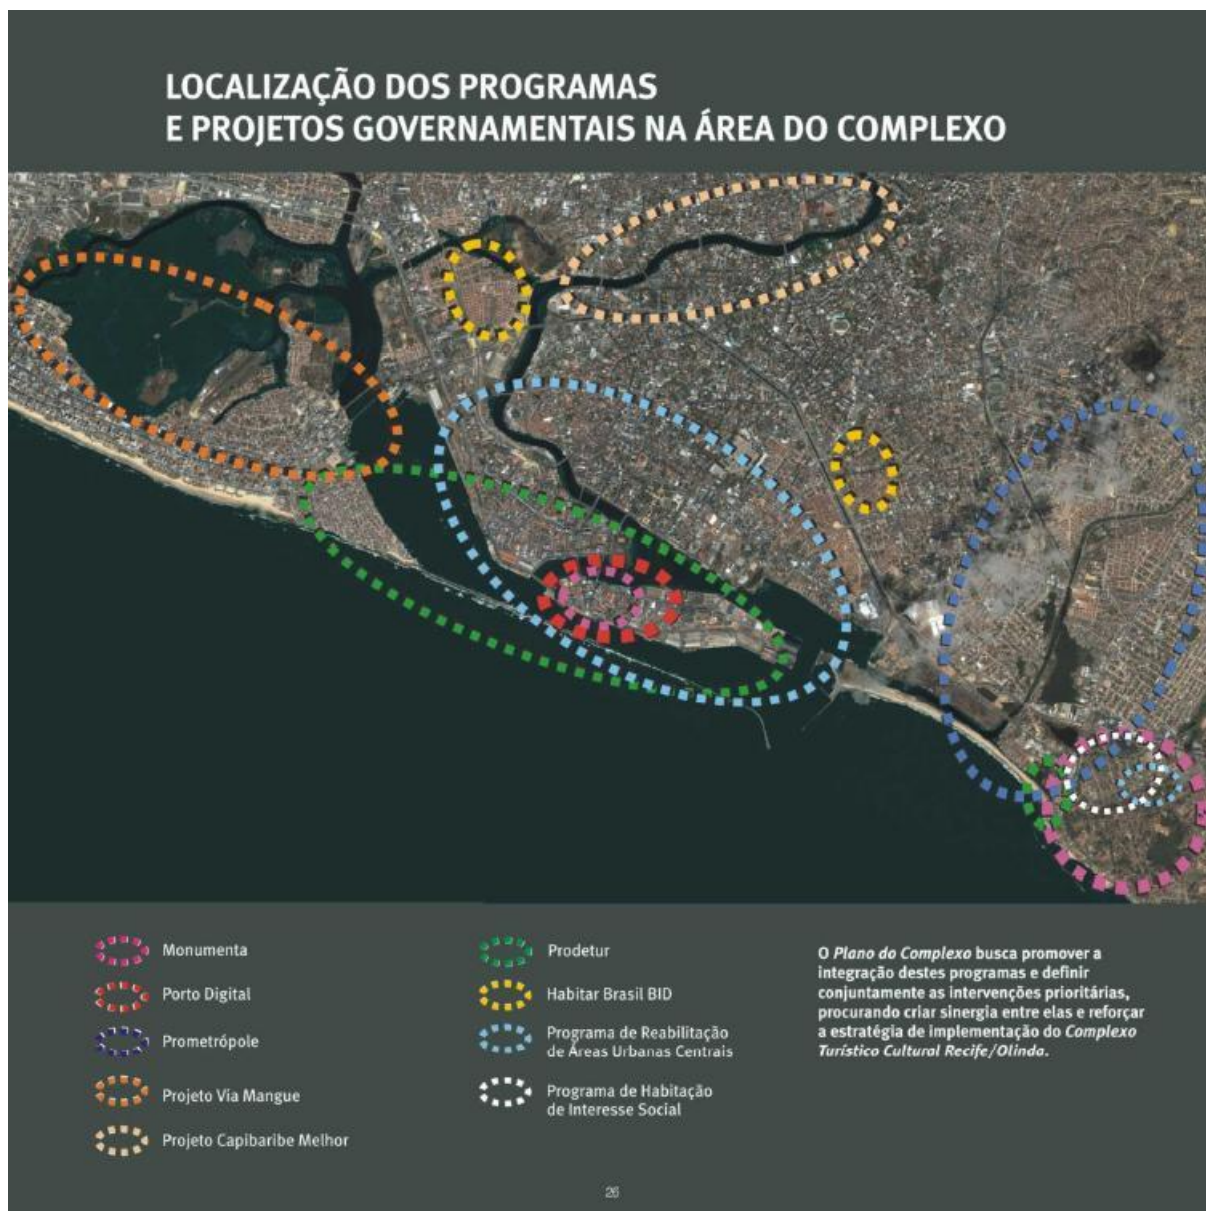 LOCALIZAÇÃO DOS PROGRAMAS
E PROJETOS GOVERNAMENTAIS NA ÁREA DO COMPLEXO
Monumenta
Porto Digital
Prometrópole
Projeto Via Mangue
Projeto Capibaribe Melhor
Prodetur
Habitar Brasil BID
Programa de Reabilitação
de Áreas Urbanas Centrais
Programa de Habitação
de Interesse Social
O Plano do Complexo busca promover a
integração destes programas e definir
conjuntamente as intervenções prioritárias,
procurando criar sinergia entre elas e reforçar
a estratégia de implementação do Complexo
Turístico Cultural Recife/Olinda.
26